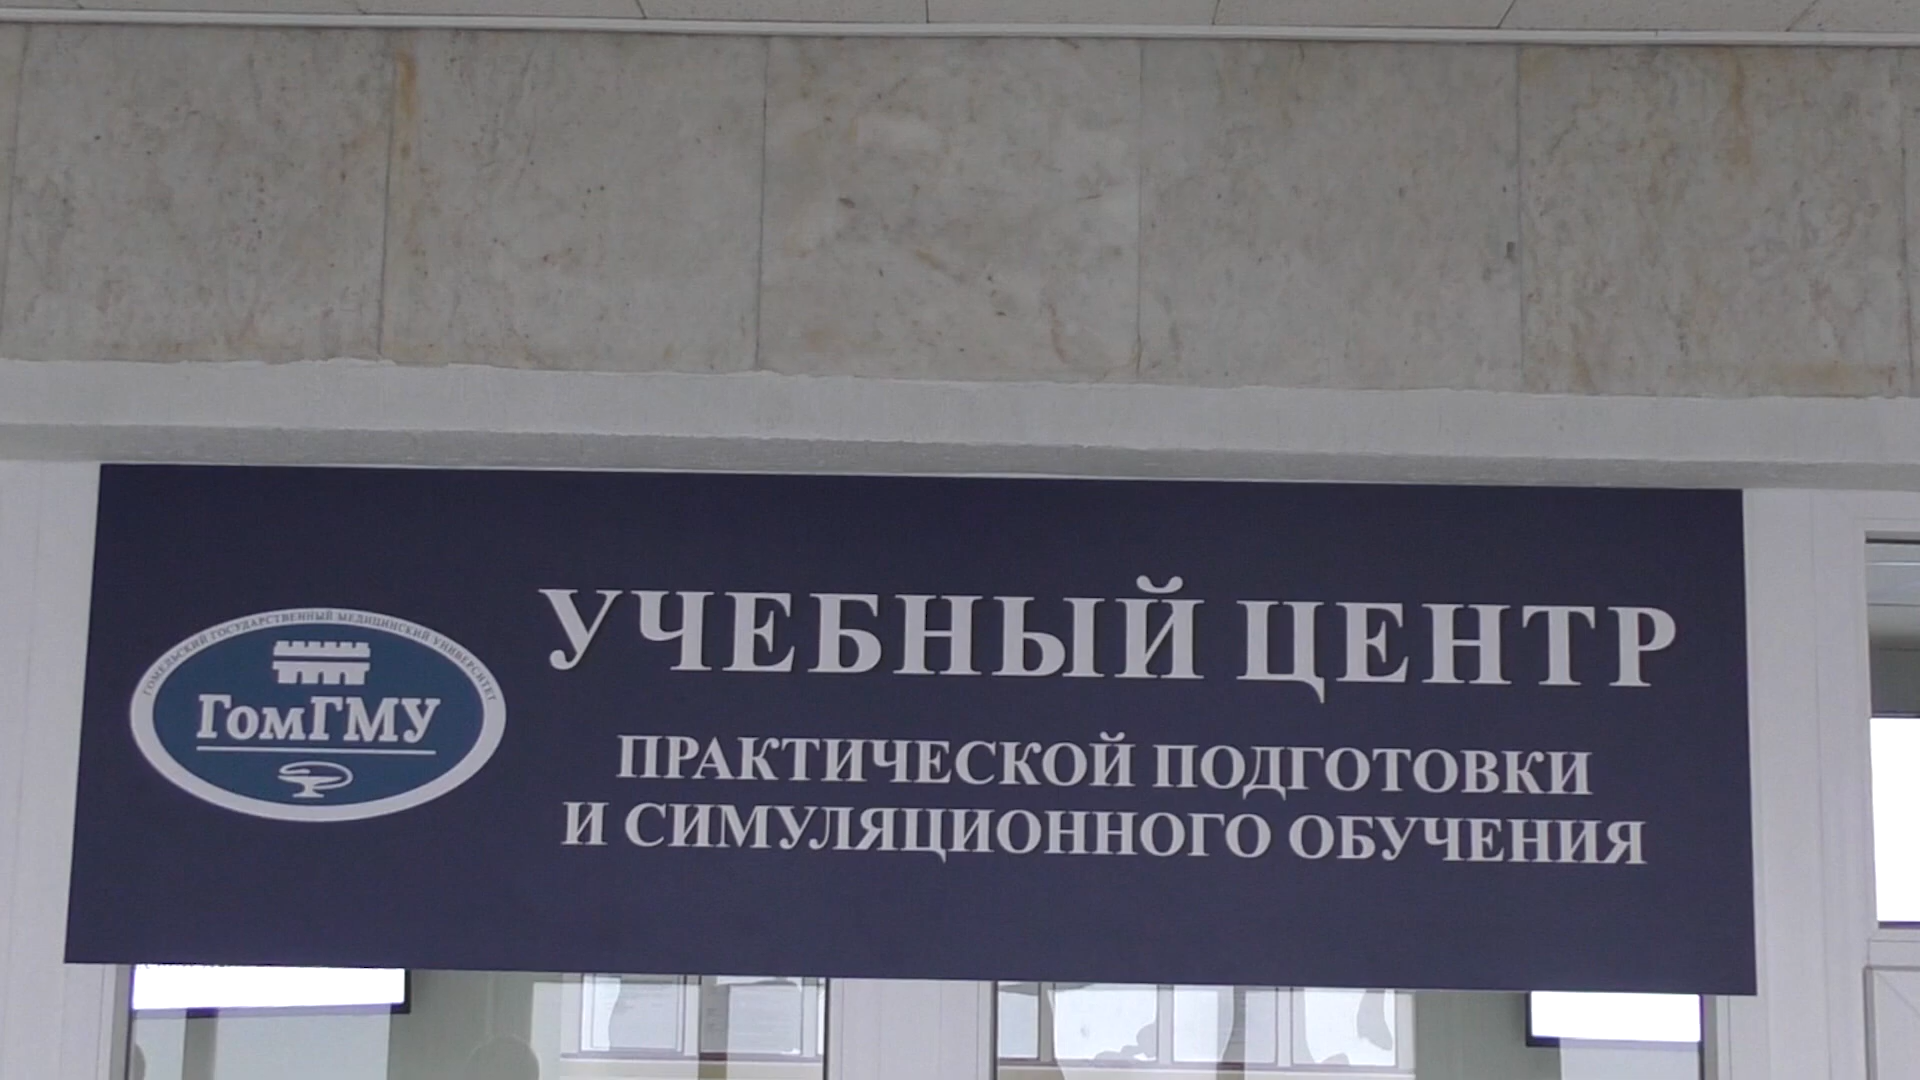 ГОМЕЛЬСКИЙ ГОСУДАРСТВЕННЫЙ МЕДИЦИНСКИЙ УНИВЕРСИТЕТ
ГомГМУ
УЧЕБНЫЙ ЦЕНТР
ПРАКТИЧЕСКОЙ ПОДГОТОВКИ
И СИМУЛЯЦИОННОГО ОБУЧЕНИЯ